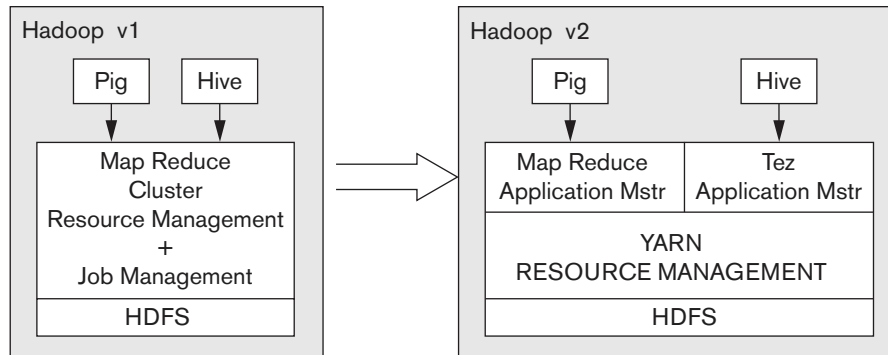 Hadoop v1
Pig
Hive
Map Reduce
Cluster
Resource Management
+
Job Management
HDFS
Hadoop v2
Pig
Hive
Map Reduce
Application Mstr
Tez
Application Mstr
YARN
RESOURCE MANAGEMENT
HDFS